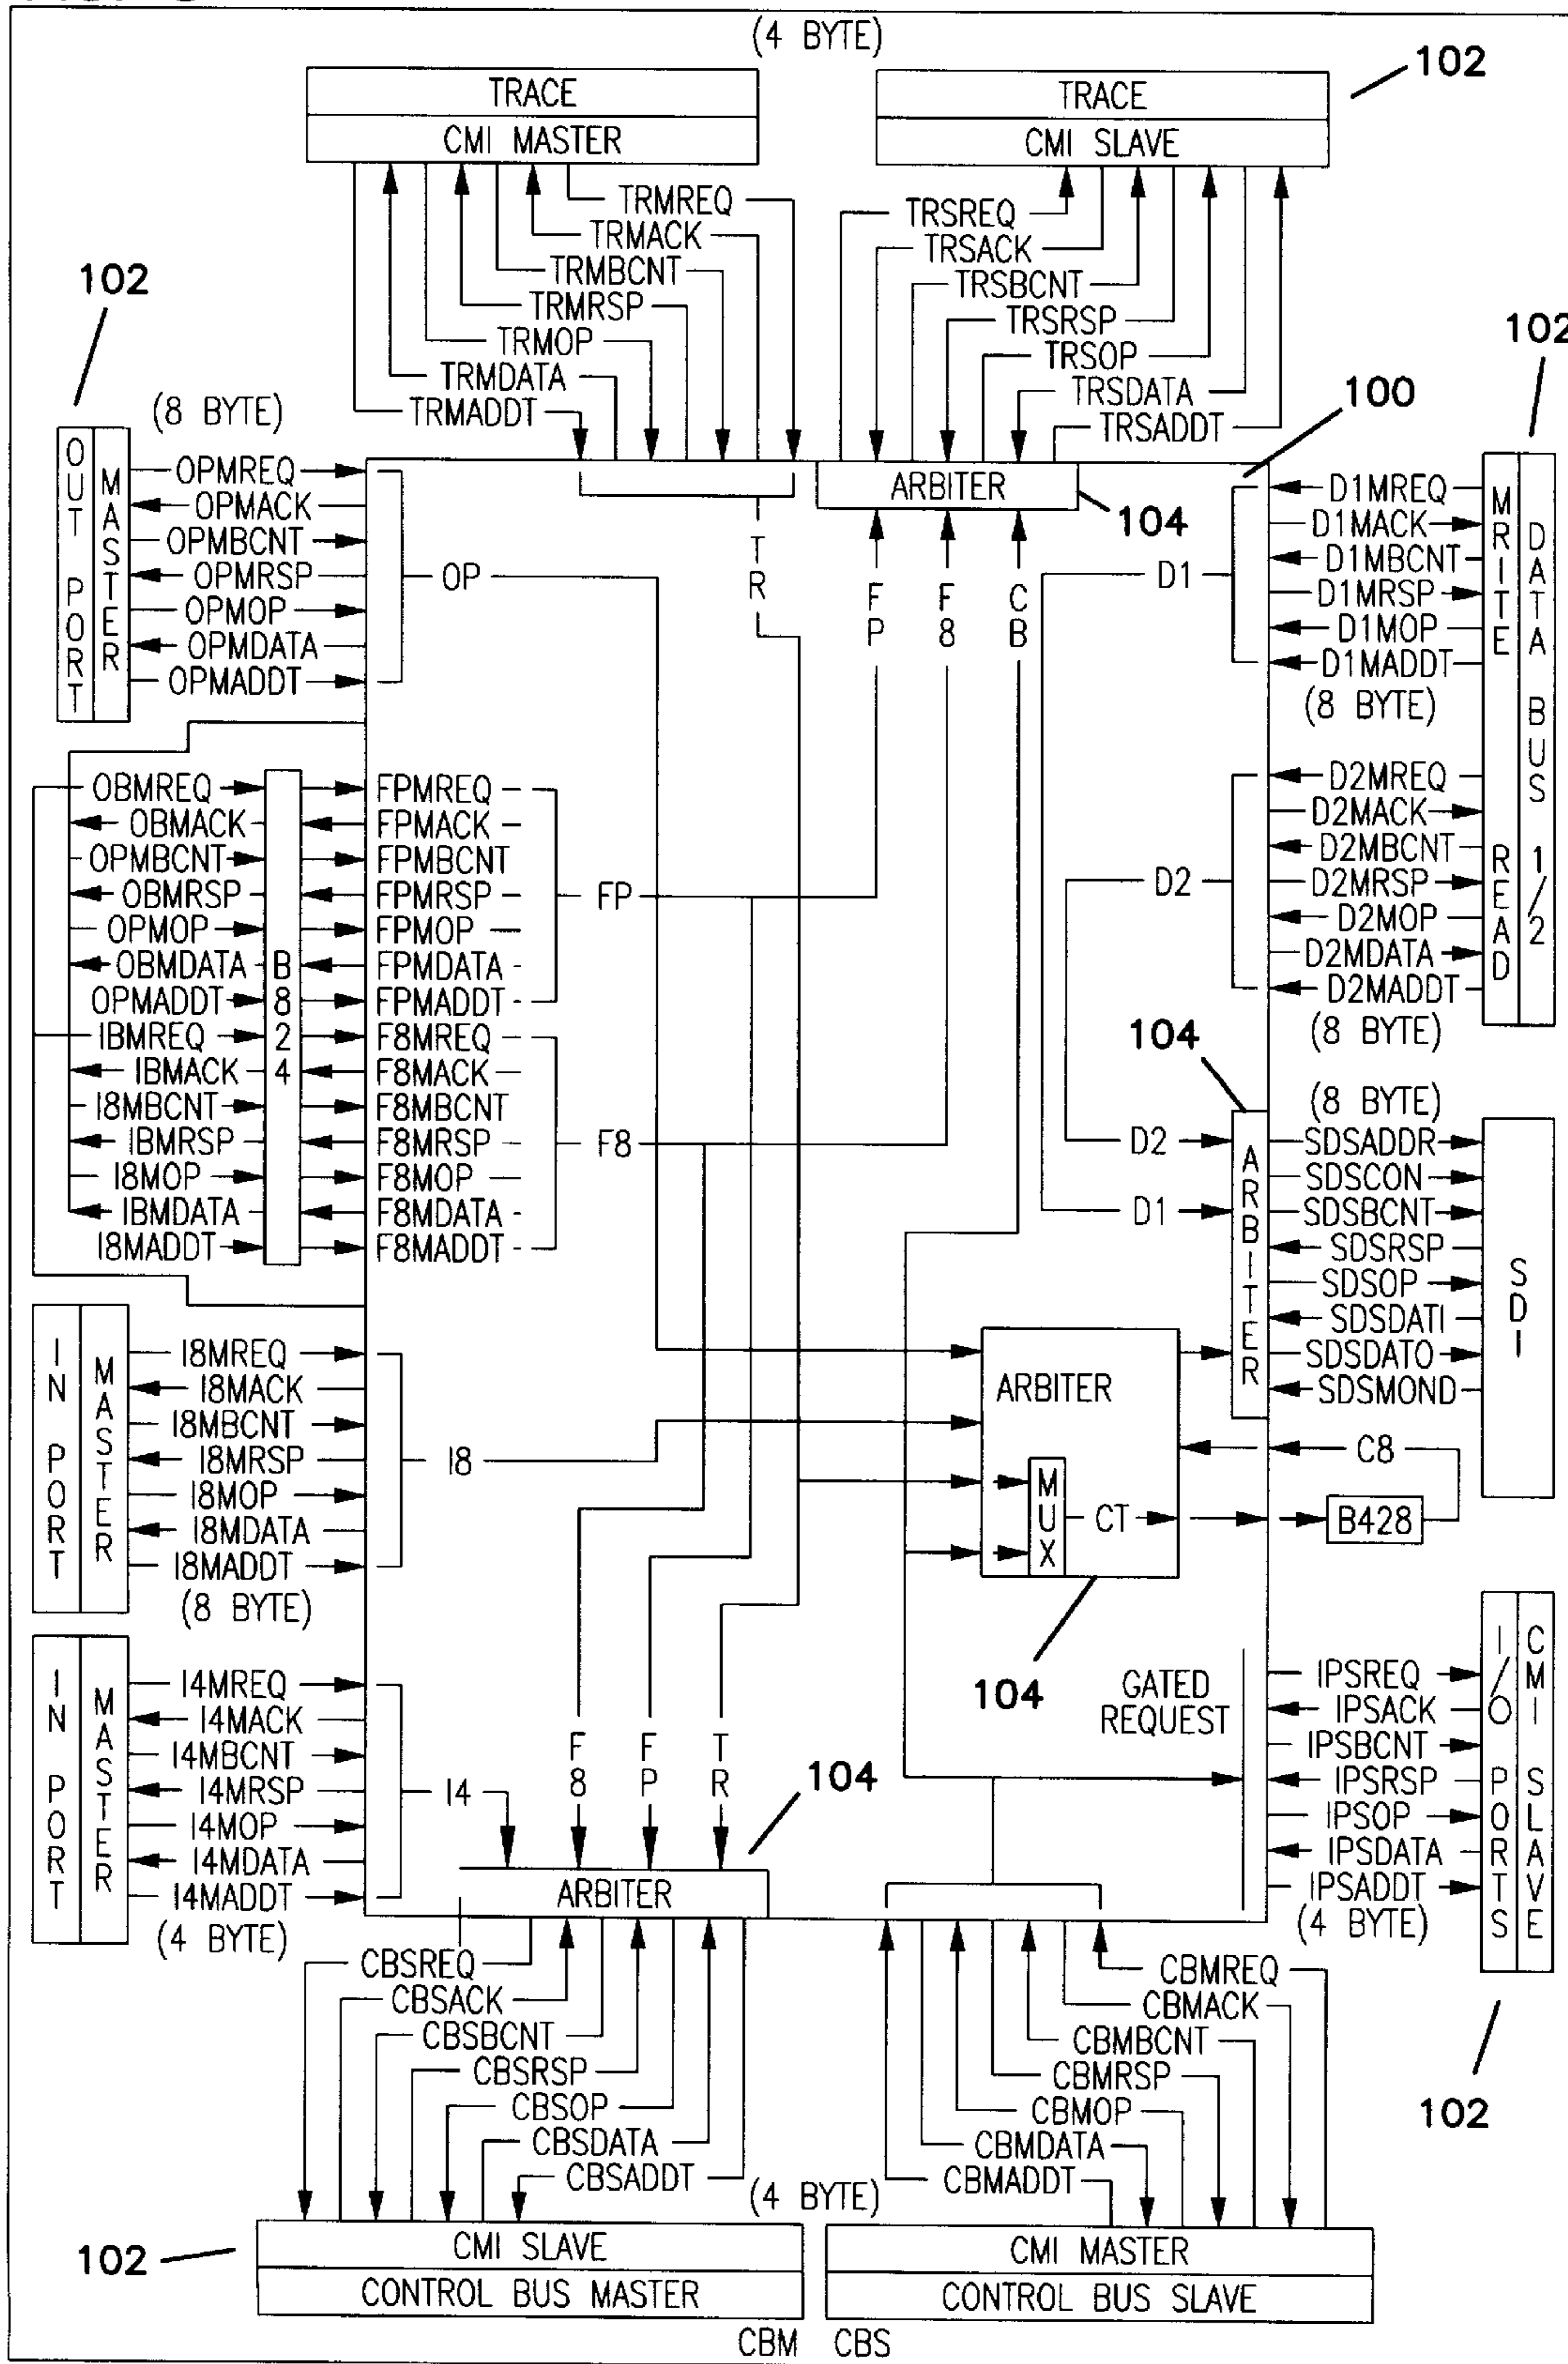 (4 BYTE)
TRACE
CMI MASTER
TRACE
CMI SLAVE
102
TRMREQ
TRMACK
TRMBCNT
TRMRSP
TRMOP
TRMDATA
TRMADDT
TRSREQ
TRSACK
TRSBCNT
TRSRSP
TRSOP
TRSDATA
TRSADDT
102
102
100
(8 BYTE)
OUT PORT
MASTER
OPMREQ
OPMACK
OPMBCNT
OPMRSP
OPMOP
OPMDATA
OPMADDT
OP
ARBITER
104
TR
FP
F8
CB
D1
D1MREQ
D1MACK
D1MBCNT
D1MRSP
D1MOP
D1MADDT
(8 BYTE)
MRITE READ
DATA BUS 1/2
OBMREQ
OBMACK
OPMBCNT
OBMRSP
OPMOP
OBMDATA
OPMADDT
IBMREQ
IBMACK
I8MBCNT
IBMRSP
I8MOP
IBMDATA
I8MADDT
B824
FPMREQ
FPMACK
FPMBCNT
FPMRSP
FPMOP
FPMDATA
FPMADDT
F8MREQ
F8MACK
F8MBCNT
F8MRSP
F8MOP
F8MDATA
F8MADDT
FP
F8
D2
D2MREQ
D2MACK
D2MBCNT
D2MRSP
D2MOP
D2MDATA
D2MADDT
(8 BYTE)
104
(8 BYTE)
D2
D1
ARBITER
SDSADDR
SDSCON
SDSBCNT
SDSRSP
SDSOP
SDSDATI
SDSDATO
SDSMOND
SDI
IN PORT
MASTER
I8MREQ
I8MACK
I8MBCNT
I8MRSP
I8MOP
I8MDATA
I8MADDT
(8 BYTE)
I8
ARBITER
MUX
CT
C8
B428
104
IN PORT
MASTER
I4MREQ
I4MACK
I4MBCNT
I4MRSP
I4MOP
I4MDATA
I4MADDT
(4 BYTE)
I4
F8
FP
TR
104
ARBITER
GATED
REQUEST
IPSREQ
IPSACK
IPSBCNT
IPSRSP
IPSOP
IPSDATA
IPSADDT
(4 BYTE)
I/O PORTS
CMI SLAVE
102
CBSREQ
CBSACK
CBSBCNT
CBSRSP
CBSOP
CBSDATA
CBSADDT
CBMREQ
CBMACK
CBMBCNT
CBMRSP
CBMOP
CBMDATA
CBMADDT
(4 BYTE)
102
CMI SLAVE
CONTROL BUS MASTER
CMI MASTER
CONTROL BUS SLAVE
CBM CBS